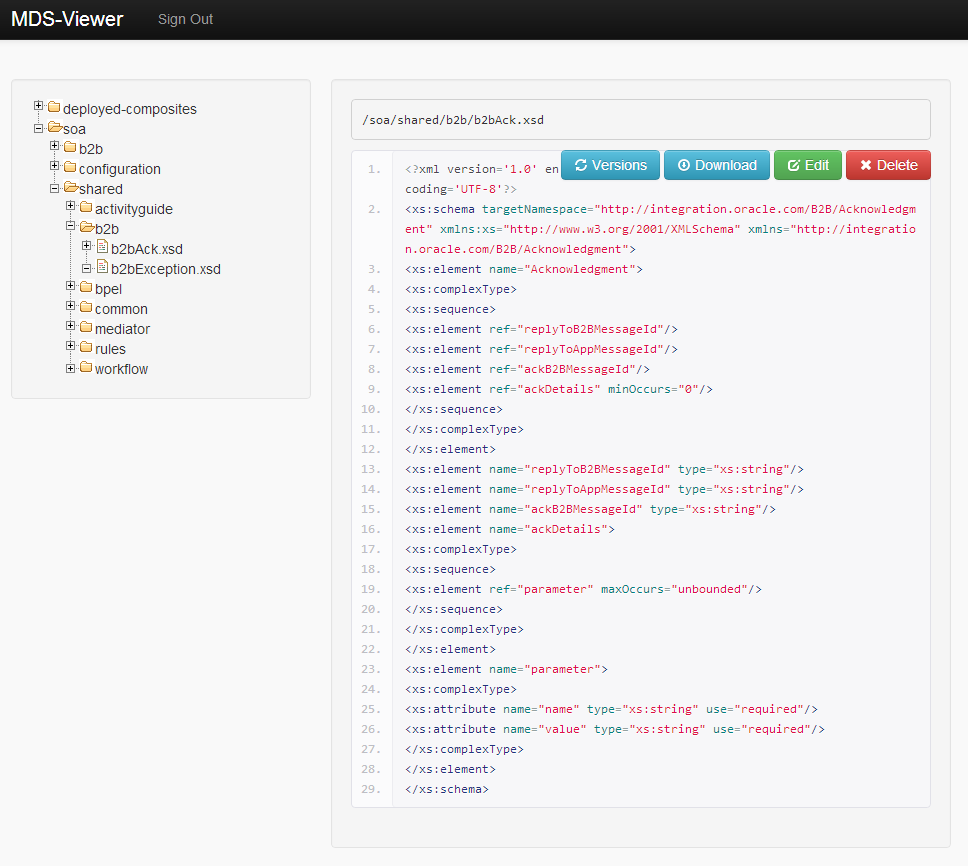 MDS-Viewer Sign Out
deployed-composites
soa
b2b
configuration
shared
activityguide
b2b
b2bAck.xsd
b2bException.xsd
bpel
common
mediator
rules
workflow
/soa/shared/b2b/b2bAck.xsd
Versions Download Edit Delete
1. <?xml version='1.0' en
coding='UTF-8'?>
2. <xs:schema targetNamespace="http://integration.oracle.com/B2B/Acknowledgm
ent" xmlns:xs="http://www.w3.org/2001/XMLSchema" xmlns="http://integratio
n.oracle.com/B2B/Acknowledgment">
3. <xs:element name="Acknowledgment">
4. <xs:complexType>
5. <xs:sequence>
6. <xs:element ref="replyToB2BMessageId"/>
7. <xs:element ref="replyToAppMessageId"/>
8. <xs:element ref="ackB2BMessageId"/>
9. <xs:element ref="ackDetails" minOccurs="0"/>
10. </xs:sequence>
11. </xs:complexType>
12. </xs:element>
13. <xs:element name="replyToB2BMessageId" type="xs:string"/>
14. <xs:element name="replyToAppMessageId" type="xs:string"/>
15. <xs:element name="ackB2BMessageId" type="xs:string"/>
16. <xs:element name="ackDetails">
17. <xs:complexType>
18. <xs:sequence>
19. <xs:element ref="parameter" maxOccurs="unbounded"/>
20. </xs:sequence>
21. </xs:complexType>
22. </xs:element>
23. <xs:element name="parameter">
24. <xs:complexType>
25. <xs:attribute name="name" type="xs:string" use="required"/>
26. <xs:attribute name="value" type="xs:string" use="required"/>
27. </xs:complexType>
28. </xs:element>
29. </xs:schema>